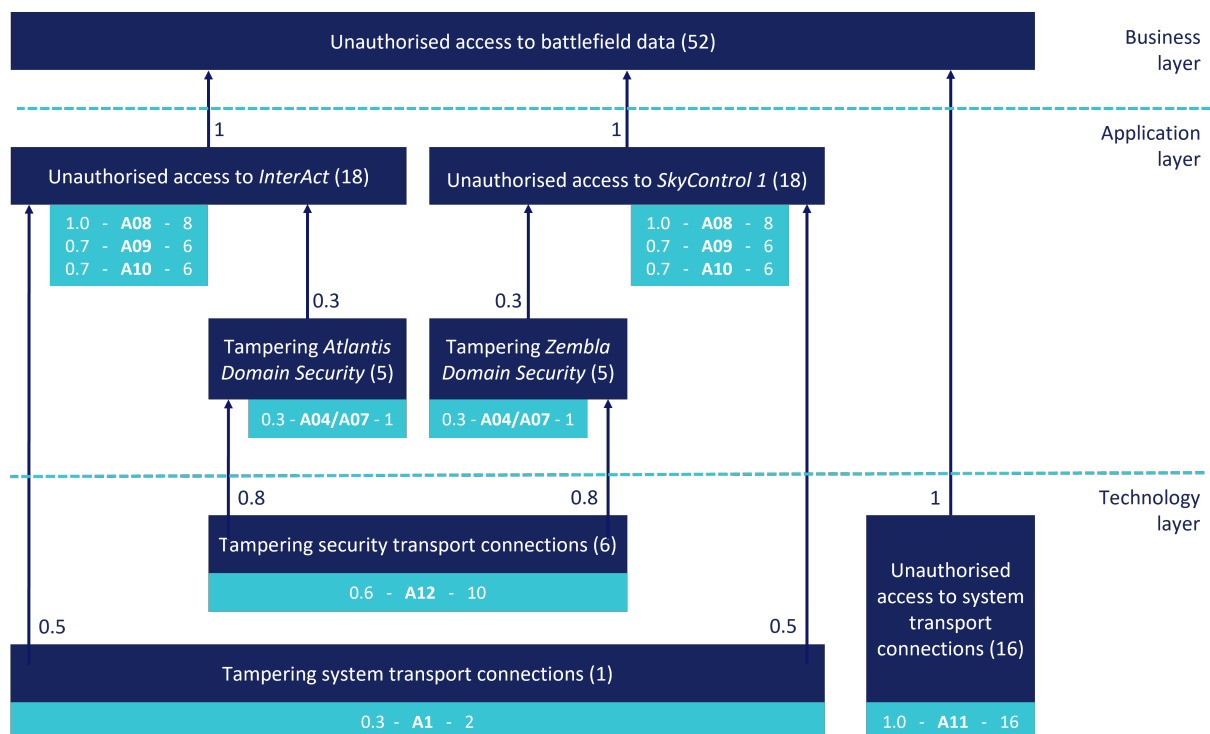 Unauthorised access to battlefield data (52)
Business
layer
1
1
Application
layer
Unauthorised access to InterAct (18)
Unauthorised access to SkyControl 1 (18)
1.0 - A08 - 8
0.7 - A09 - 6
0.7 - A10 - 6
1.0 - A08 - 8
0.7 - A09 - 6
0.7 - A10 - 6
0.3
0.3
Tampering Atlantis
Domain Security (5)
Tampering Zembla
Domain Security (5)
0.3 - A04/A07 - 1
0.3 - A04/A07 - 1
0.8
0.8
1
Technology
layer
Tampering security transport connections (6)
0.6 - A12 - 10
Unauthorised
access to system
transport
connections (16)
0.5
0.5
Tampering system transport connections (1)
0.3 - A1 - 2
1.0 - A11 - 16